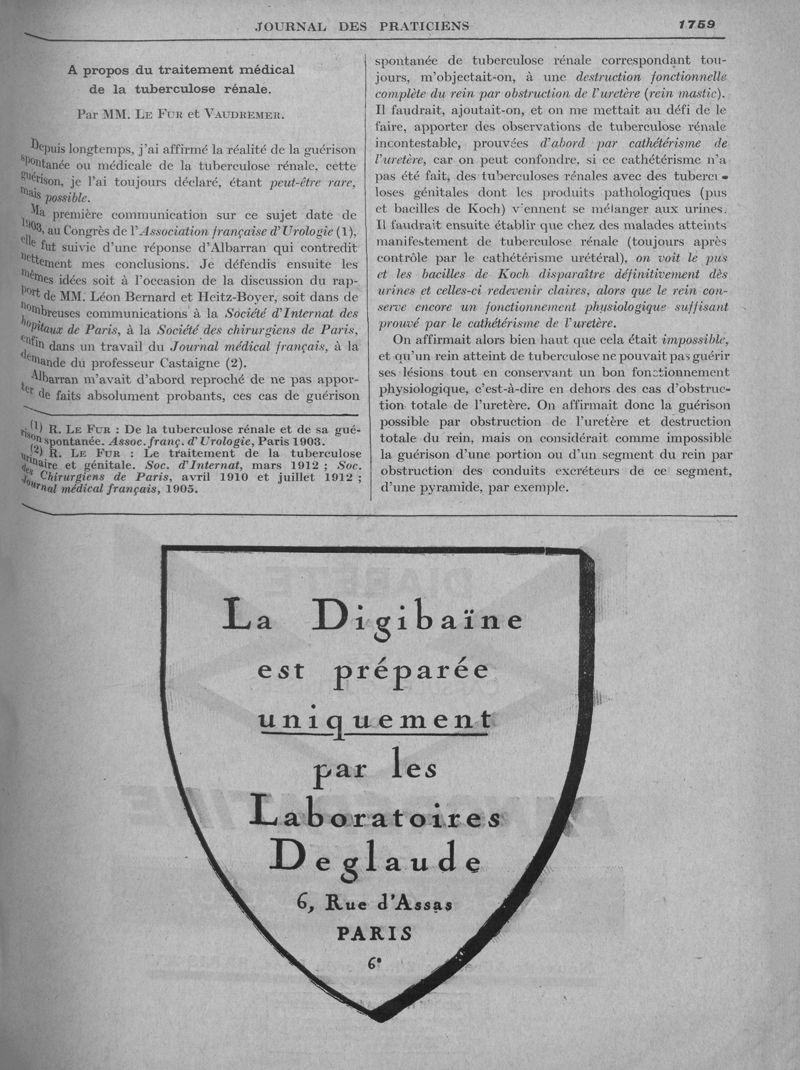 JOURNAL DES PRATICIENS
1759
A propos du traitement médical
de la tuberculose rénale.
Par MM. LE FUR et VAUDREMER.
Depuis longtemps, j'ai affirmé la réalité de la guérison
spontanée ou médicale de la tuberculose rénale, cette
guérison, je l'ai toujours déclaré, étant peut-être rare,
mais possible.
Ma première communication sur ce sujet date de
1903, au Congrès de l'Association française d'Urologie (1),
elle fut suivie d'une réponse d'Albarran qui contredit
nettement mes conclusions. Je défendis ensuite les
mêmes idées soit à l'occasion de la discussion du rap-
port de MM. Léon Bernard et Heitz-Boyer, soit dans de
nombreuses communications à la Société d'Internat des
hôpitaux de Paris, à la Société des chirurgiens de Paris,
enfin dans un travail du Journal médical français, à la
demande du professeur Castaigne (2).
Albarran m'avait d'abord reproché de ne pas appor-
ter de faits absolument probants, ces cas de guérison
(1) R. LE FUR : De la tuberculose rénale et de sa gué-
rison spontanée. Assoc. franç. d'Urologie, Paris 1903.
(2) R. LE FUR : Le traitement de la tuberculose
urinaire et génitale. Soc. d'Internat, mars 1912 ; Soc.
des Chirurgiens de Paris, avril 1910 et juillet 1912 ;
Journal médical français, 1905.
spontanée de tuberculose rénale correspondant tou-
jours, m'objectait-on, à une destruction fonctionnelle
complète du rein par obstruction de l'uretère (rein mastic).
Il faudrait, ajoutait-on, et on me mettait au défi de le
faire, apporter des observations de tuberculose rénale
incontestable, prouvées d'abord par cathétérisme de
l'uretère, car on peut confondre, si ce cathétérisme n'a
pas été fait, des tuberculoses rénales avec des tubercu-
loses génitales dont les produits pathologiques (pus
et bacilles de Koch) viennent se mélanger aux urines.
Il faudrait ensuite établir que chez des malades atteints
manifestement de tuberculose rénale (toujours après
contrôle par le cathétérisme urétéral), on voit le pus
et les bacilles de Koch disparaître définitivement dès
urines et celles-ci redevenir claires, alors que le rein con-
serve encore un fonctionnement physiologique suffisant
prouvé par le cathétérisme de l'uretère.
On affirmait alors bien haut que cela était impossible,
et qu'un rein atteint de tuberculose ne pouvait pas guérir
ses lésions tout en conservant un bon fonctionnement
physiologique, c'est-à-dire en dehors des cas d'obstruc-
tion totale de l'uretère. On affirmait donc la guérison
possible par obstruction de l'uretère et destruction
totale du rein, mais on considérait comme impossible
la guérison d'une portion ou d'un segment du rein par
obstruction des conduits excréteurs de ce segment,
d'une pyramide, par exemple.
La Digibaïne
est préparée
uniquement
par les
Laboratoires
Deglaude
6, Rue d'Assas
PARIS
6e